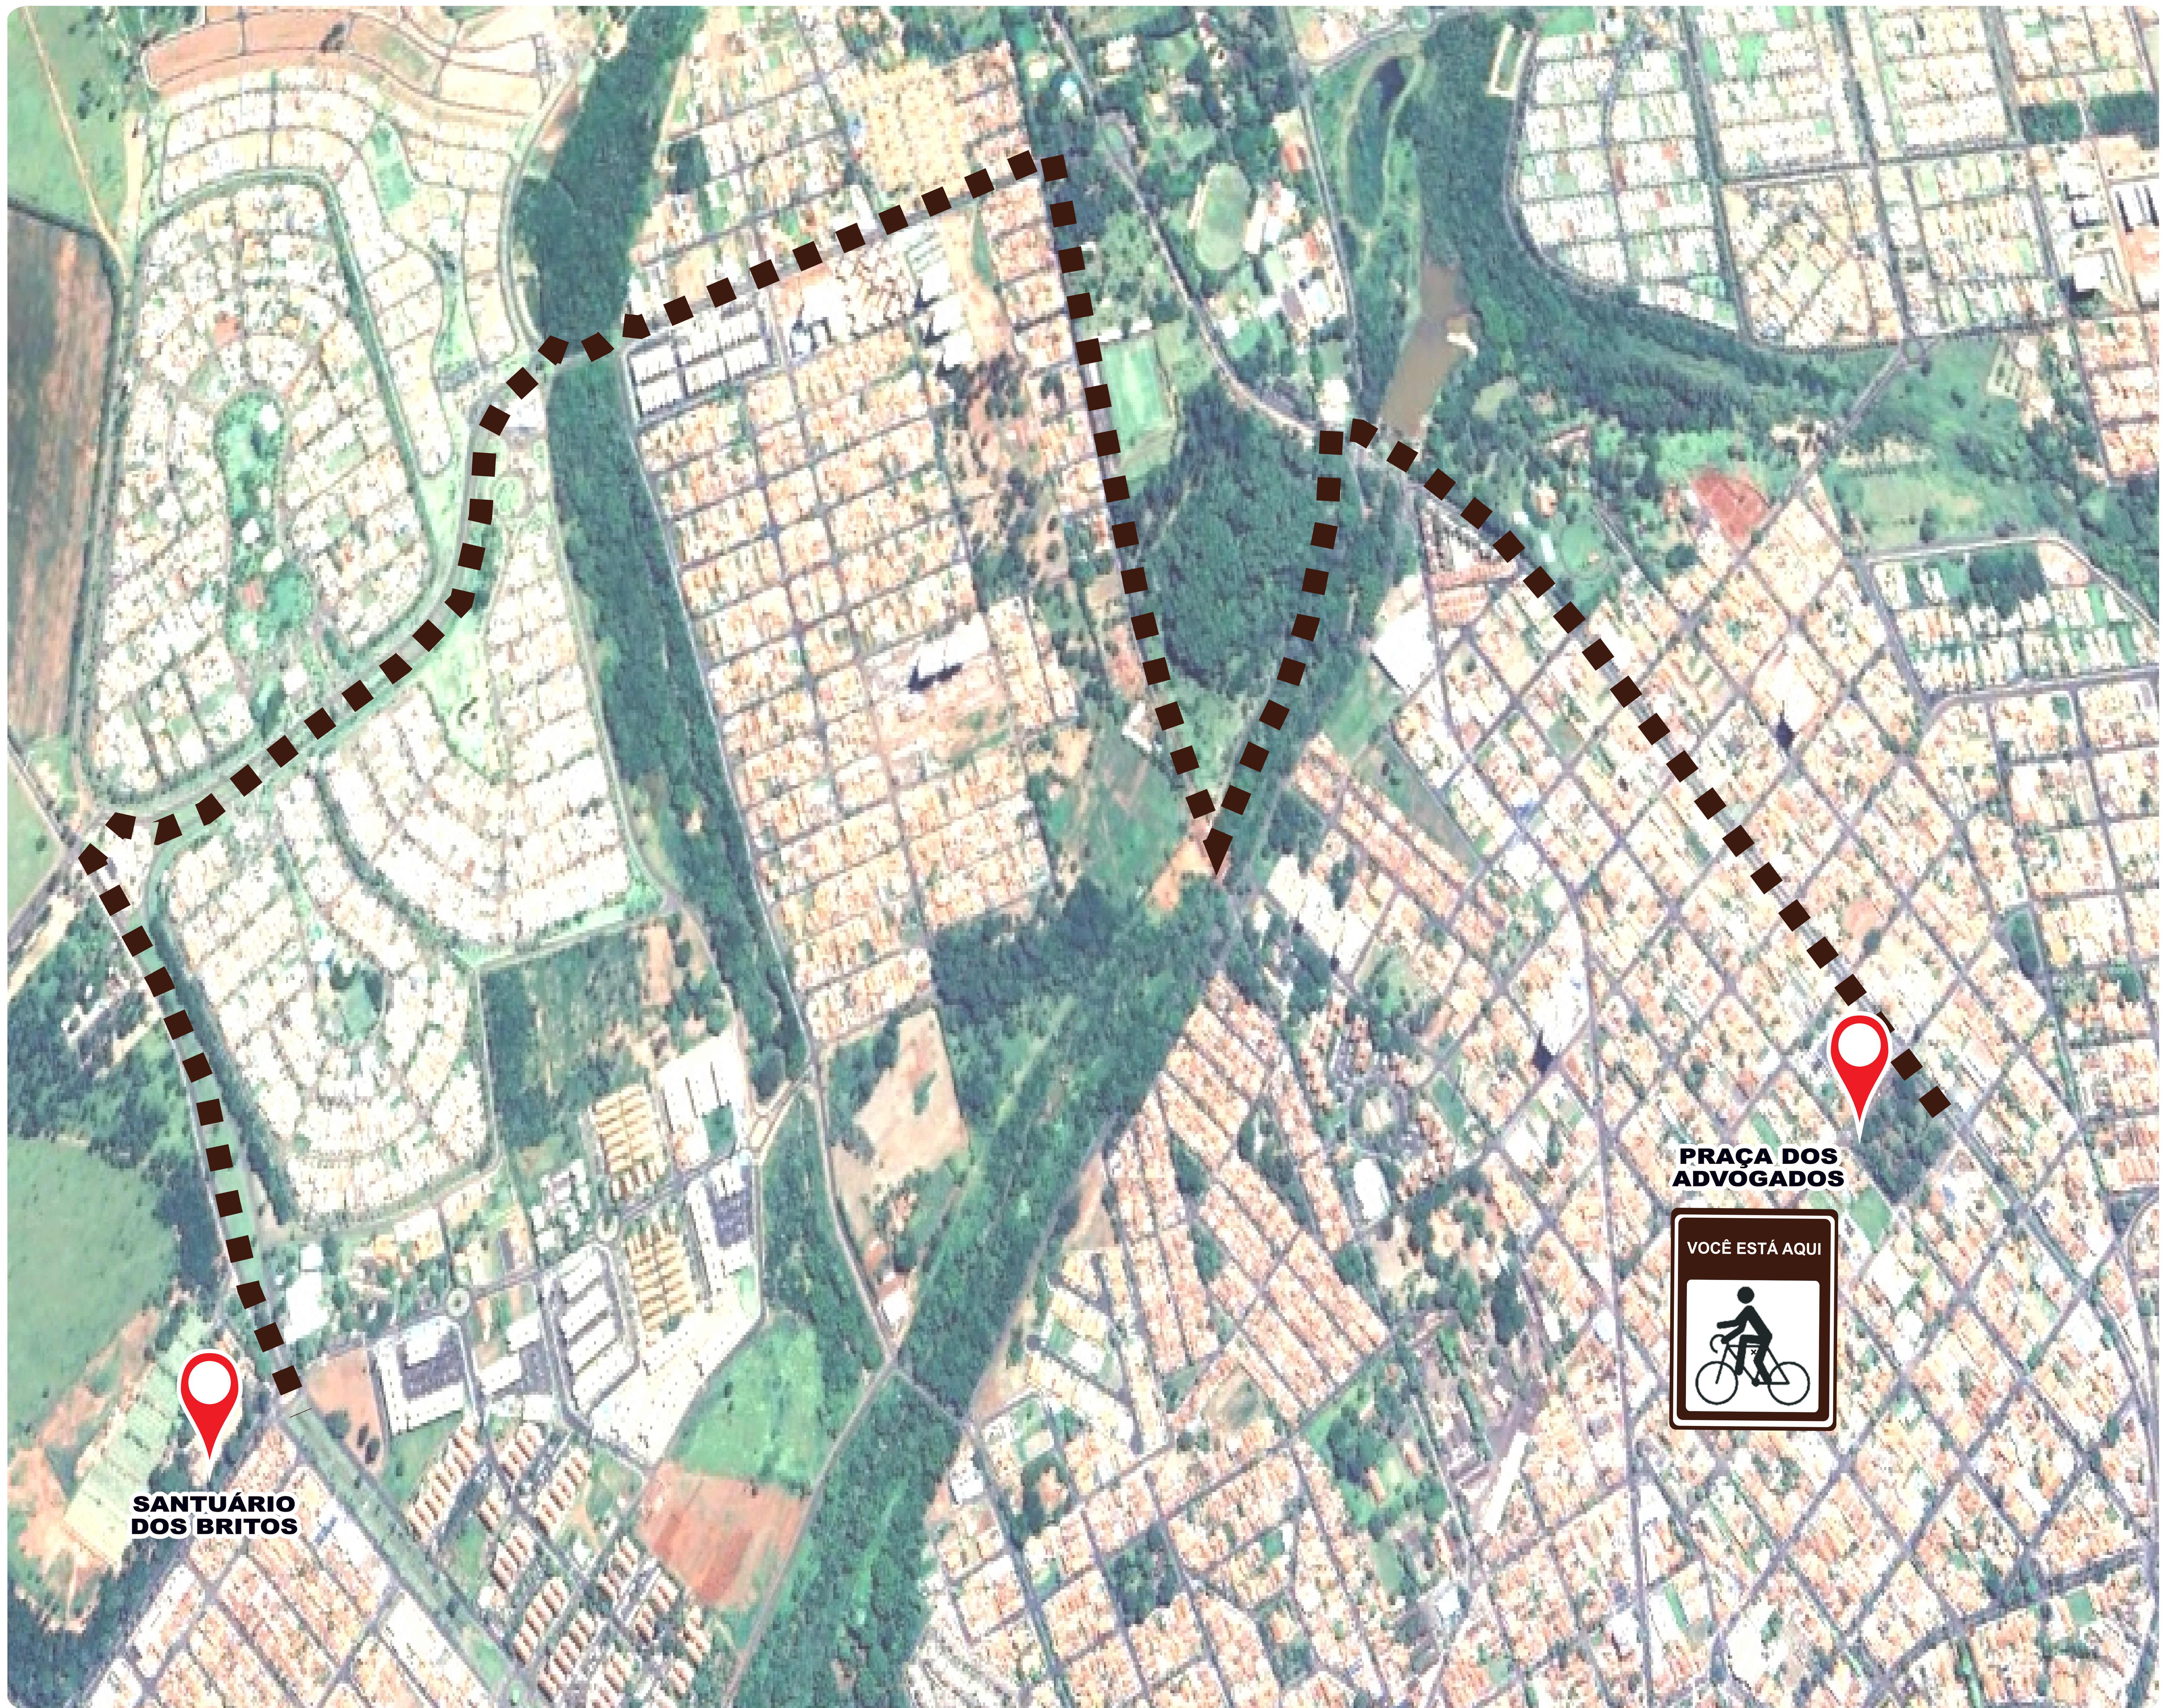 PRAÇA DOS
ADVOGADOS
VOCÊ ESTÁ AQUI
SANTUÁRIO
DOS BRITOS